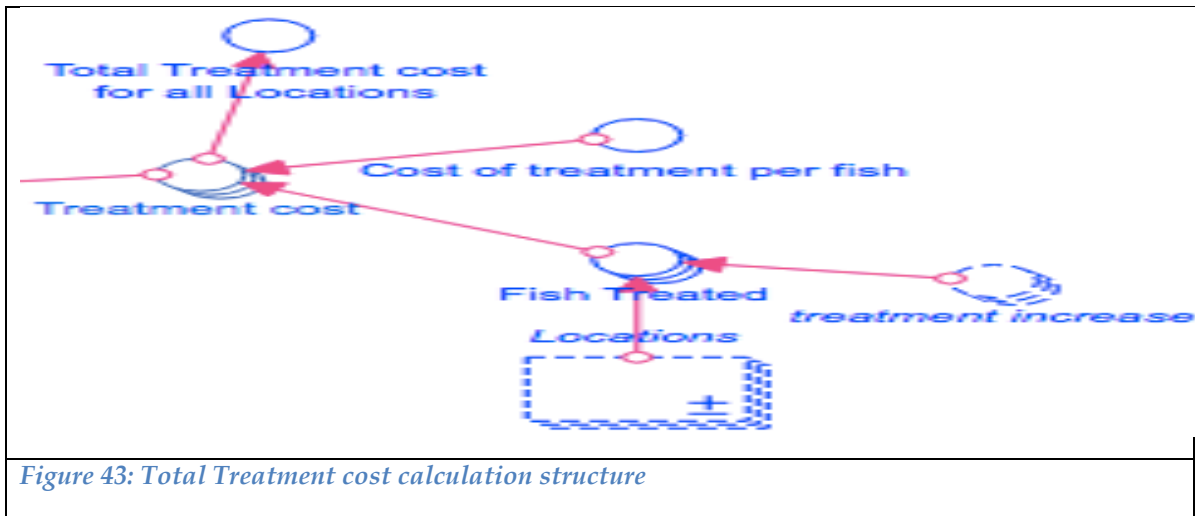 Total Treatment cost
for all Locations
Cost of treatment per fish
Treatment cost
Fish Treated
treatment increase
Locations
Figure 43: Total Treatment cost calculation structure